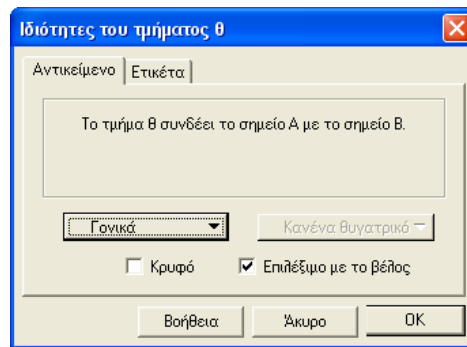 Ιδιότητες του τμήματος θ
Αντικείμενο Ετικέτα
Το τμήμα θ συνδέει το σημείο Α με το σημείο Β.
Γονικά Κανένα θυγατρικό
Κρυφό Επιλέξιμο με το βέλος
Βοήθεια Άκυρο OK